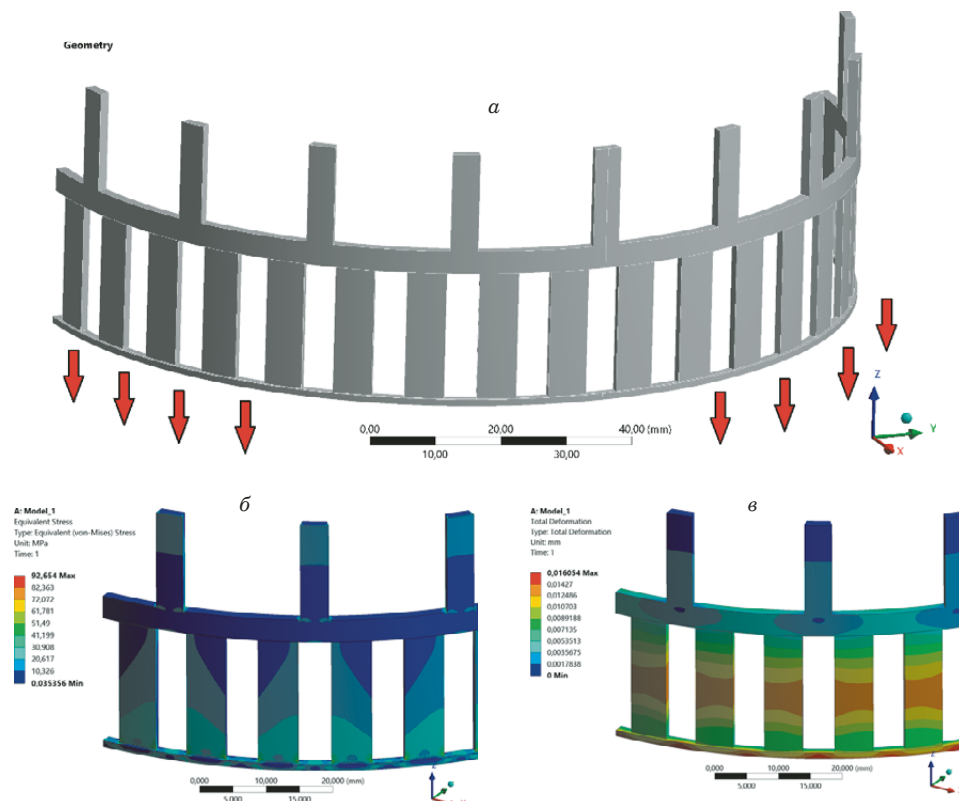 Geometry
а
Z
Y
X
0,00
20,00
40,00 (mm)
10,00
30,00
б
A: Model_1
Equivalent Stress
Type: Equivalent (von-Mises) Stress
Unit: MPa
Time: 1
92,654 Max
82,363
72,072
61,781
51,49
41,199
30,908
20,617
10,326
0,035356 Min
0,000
10,000
20,000 (mm)
5,000
15,000
Z
в
A: Model_1
Total Deformation
Type: Total Deformation
Unit: mm
Time: 1
0,016054 Max
0,01427
0,012486
0,010703
0,0089188
0,007135
0,0053513
0,0035675
0,0017838
0 Min
0,000
10,000
20,000 (mm)
5,000
15,000
Z